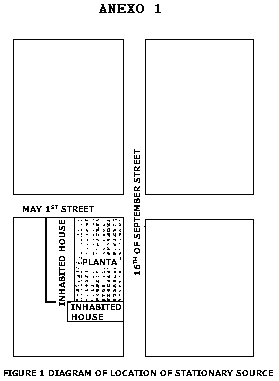 ANEXO 1
MAY 1ST STREET
16TH OF SEPTEMBER STREET
INHABITED HOUSE
PLANTA
INHABITED
HOUSE
FIGURE 1 DIAGRAM OF LOCATION OF STATIONARY SOURCE